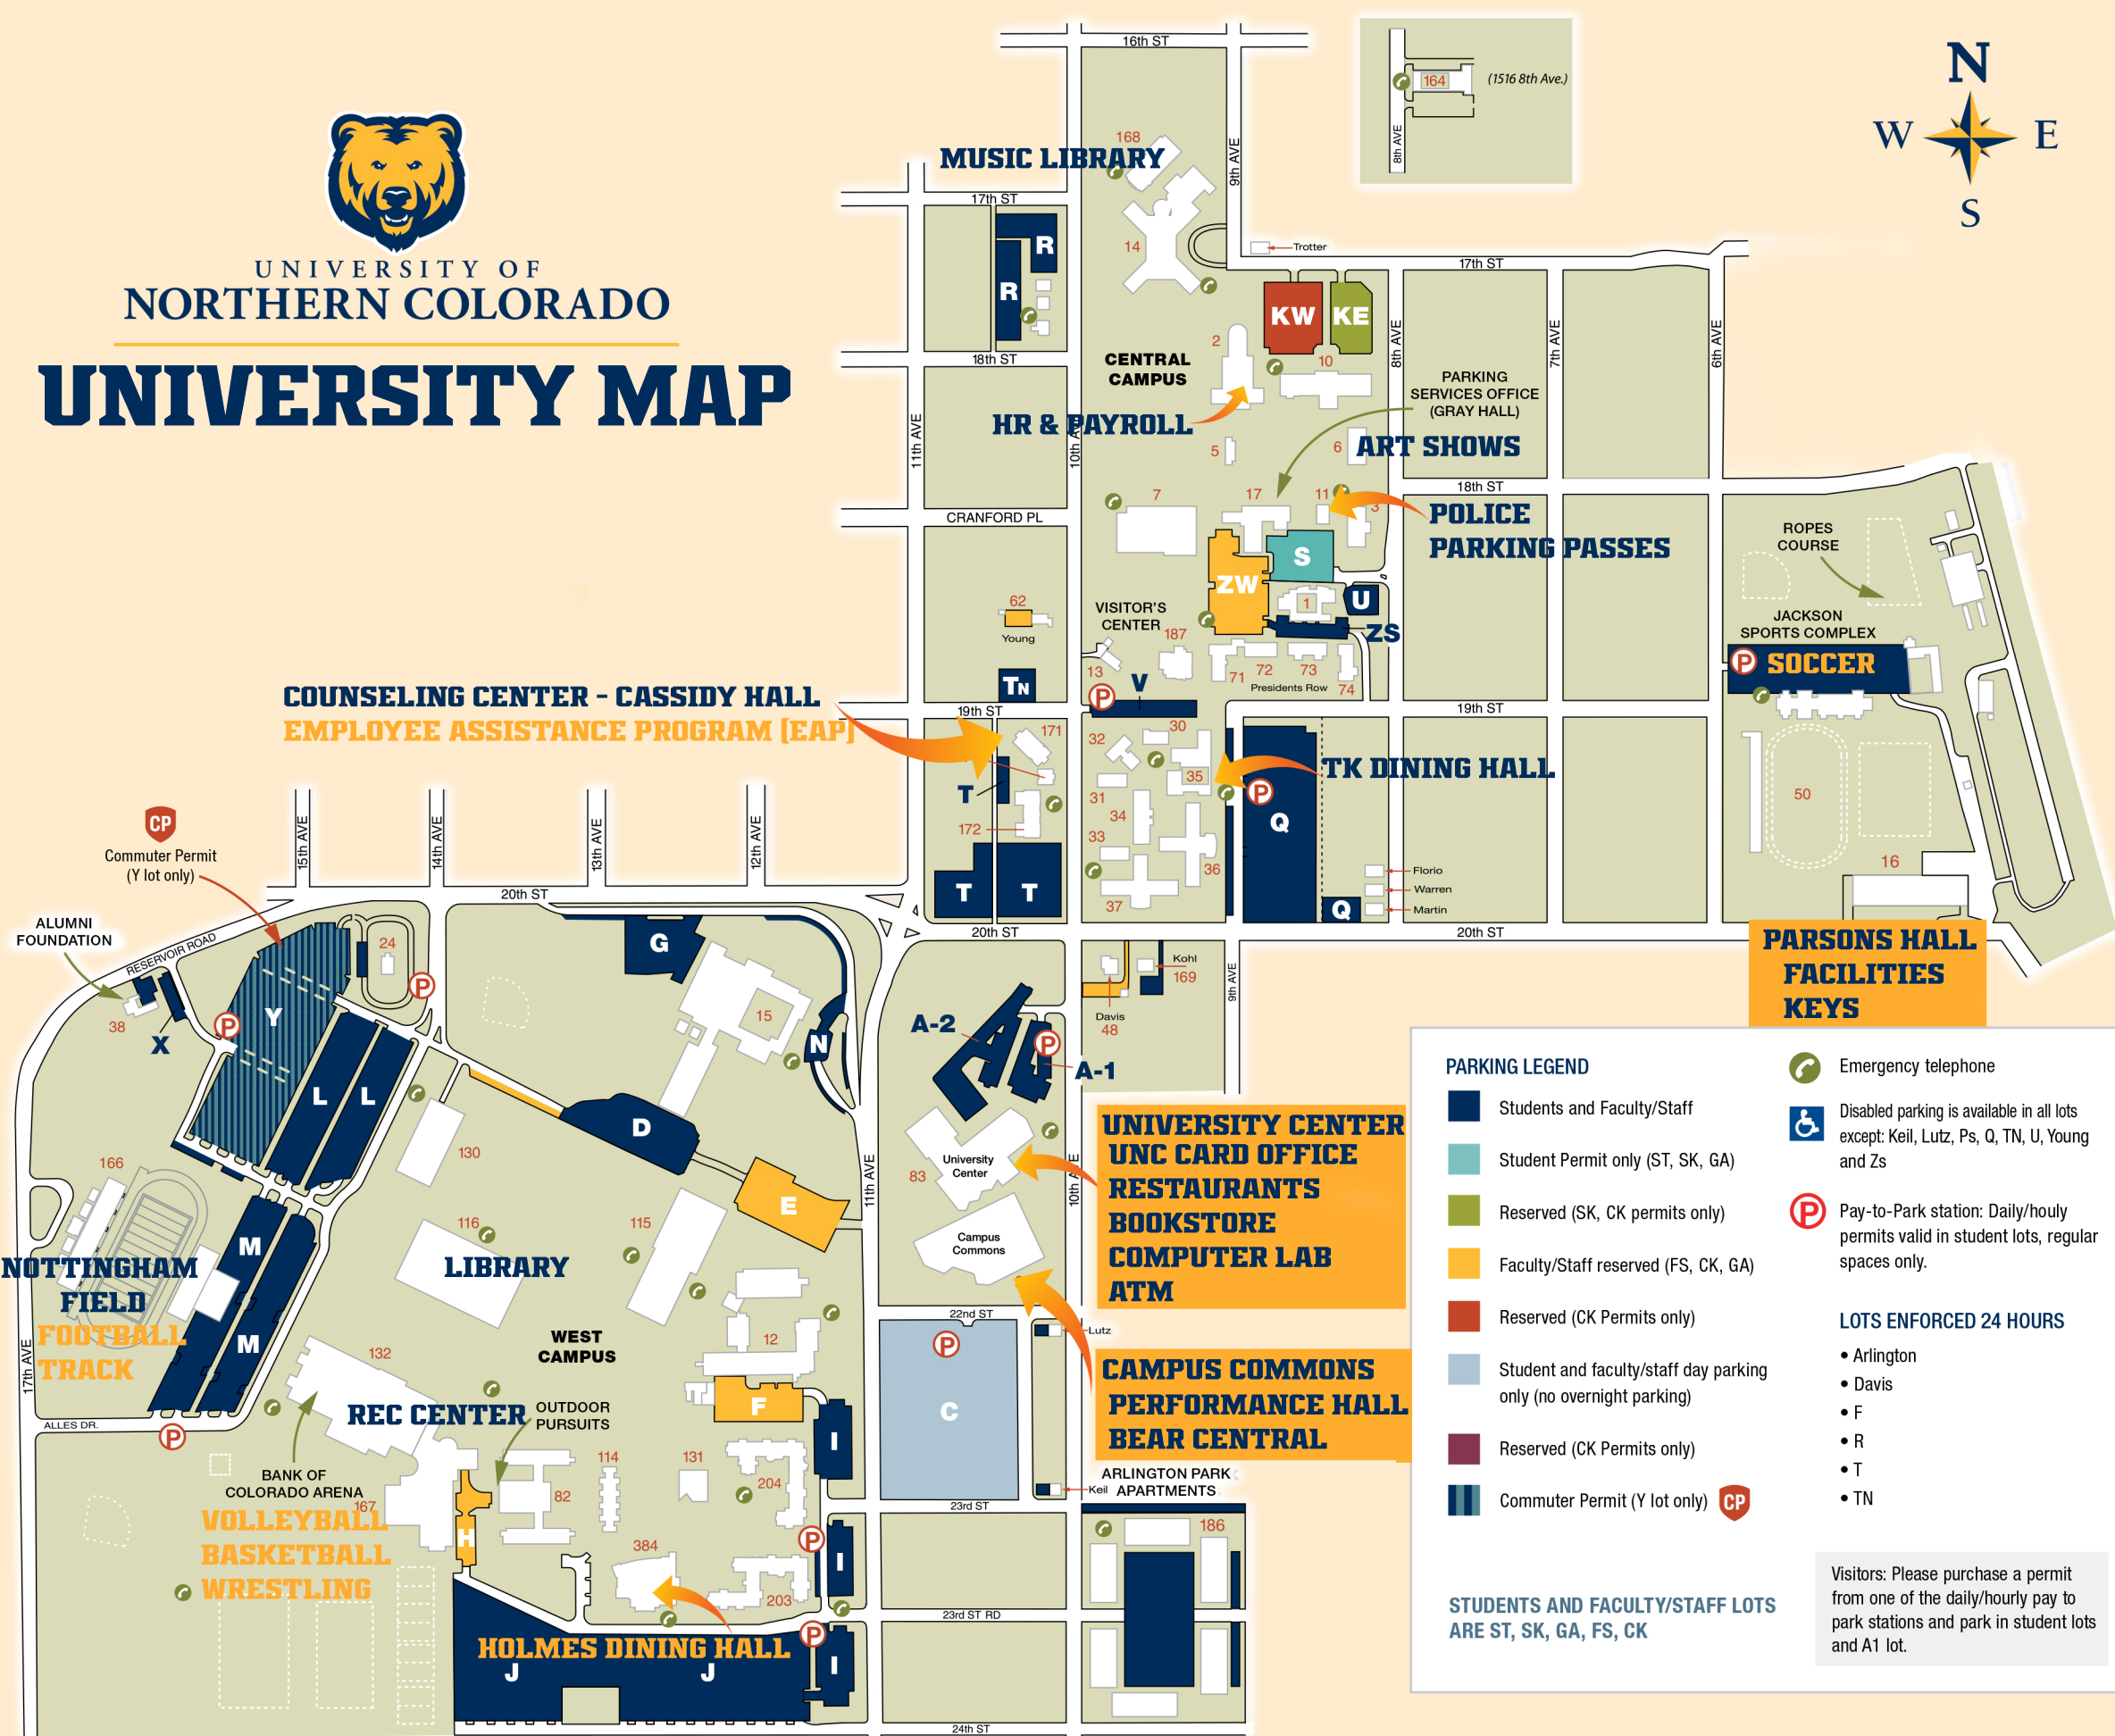 UNIVERSITY OF
NORTHERN COLORADO
UNIVERSITY MAP
N
W
E
S
16th ST
9th AVE
8th AVE
164
(1516 8th Ave.)
168
MUSIC LIBRARY
17th ST
R
R
14
Trotter
17th ST
KW
KE
18th ST
2
10
CENTRAL
CAMPUS
8th AVE
7th AVE
6th AVE
PARKING
SERVICES OFFICE
(GRAY HALL)
HR & PAYROLL
11th AVE
10th AVE
5
6
ART SHOWS
18th ST
7
17
11
3
POLICE
PARKING PASSES
CRANFORD PL
ROPES
COURSE
S
ZW
1
U
ZS
62
Young
VISITOR'S
CENTER
187
JACKSON
SPORTS COMPLEX
SOCCER
13
71
72
73
74
Presidents Row
TN
V
COUNSELING CENTER - CASSIDY HALL
EMPLOYEE ASSISTANCE PROGRAM (EAP)
19th ST
19th ST
171
32
30
35
TK DINING HALL
T
31
34
50
Q
172
33
36
16
37
T
T
Q
Florio
Warren
Martin
CP
Commuter Permit
(Y lot only)
15th AVE
14th AVE
13th AVE
12th AVE
20th ST
20th ST
20th ST
ALUMNI
FOUNDATION
RESERVOIR ROAD
24
G
PARSONS HALL
FACILITIES
KEYS
Kohl
169
9th AVE
Davis
48
38
X
Y
15
N
A-2
A-1
L
L
D
130
166
UNIVERSITY CENTER
UNC CARD OFFICE
RESTAURANTS
BOOKSTORE
COMPUTER LAB
ATM
University
Center
83
11th AVE
10th AVE
E
116
115
M
NOTTINGHAM
FIELD
FOOTBALL
TRACK
LIBRARY
Campus
Commons
22nd ST
Lutz
M
WEST
CAMPUS
12
132
17th AVE
CAMPUS COMMONS
PERFORMANCE HALL
BEAR CENTRAL
F
C
REC CENTER
OUTDOOR
PURSUITS
ALLES DR.
I
BANK OF
COLORADO ARENA
167
VOLLEYBALL
BASKETBALL
WRESTLING
114
131
204
82
ARLINGTON PARK
APARTMENTS
Keil
23rd ST
H
384
I
186
203
23rd ST RD
HOLMES DINING HALL
J
J
I
24th ST
PARKING LEGEND
Students and Faculty/Staff
Student Permit only (ST, SK, GA)
Reserved (SK, CK permits only)
Faculty/Staff reserved (FS, CK, GA)
Reserved (CK Permits only)
Student and faculty/staff day parking
only (no overnight parking)
Reserved (CK Permits only)
Commuter Permit (Y lot only)
CP
STUDENTS AND FACULTY/STAFF LOTS
ARE ST, SK, GA, FS, CK
Emergency telephone
Disabled parking is available in all lots
except: Keil, Lutz, Ps, Q, TN, U, Young
and Zs
P
Pay-to-Park station: Daily/houly
permits valid in student lots, regular
spaces only.
LOTS ENFORCED 24 HOURS
• Arlington
• Davis
• F
• R
• T
• TN
Visitors: Please purchase a permit
from one of the daily/hourly pay to
park stations and park in student lots
and A1 lot.